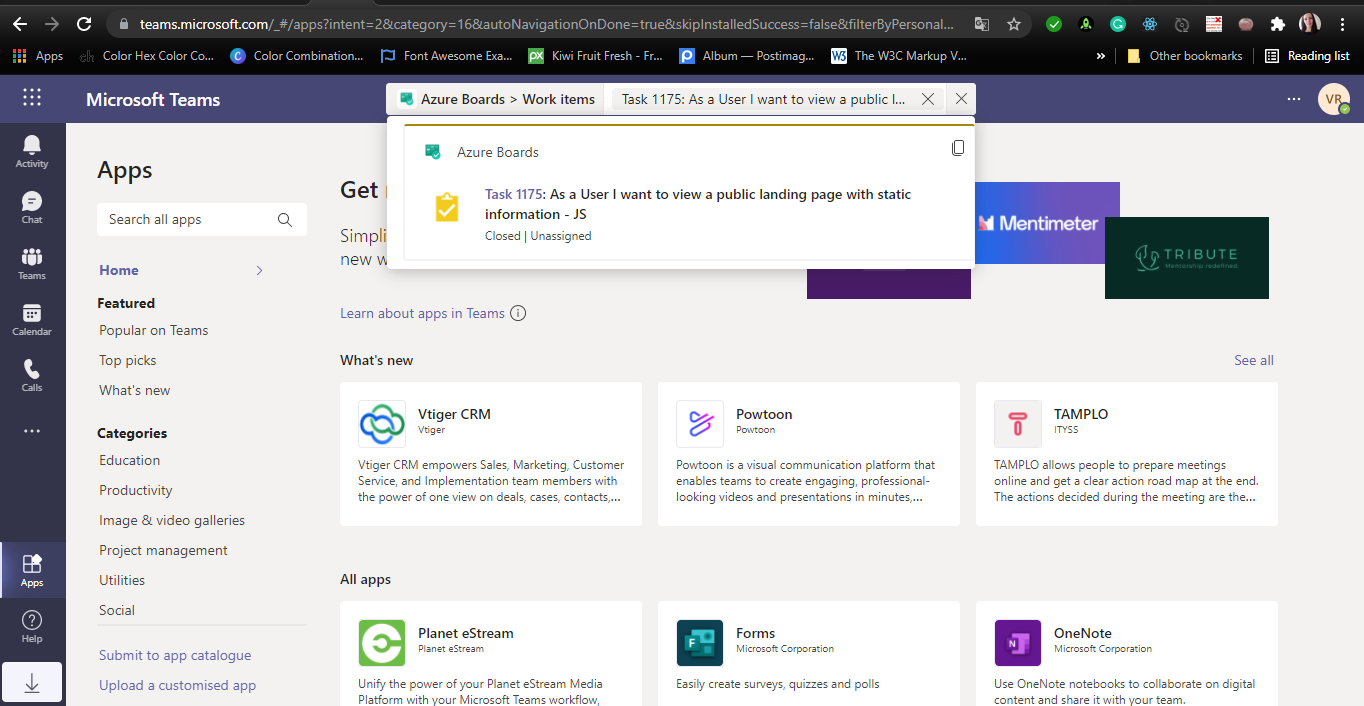 teams.microsoft.com/_#/apps?intent=2&category=16&autoNavigationOnDone=true&skipInstalledSuccess=false&filterByPersonal...
Apps
Color Hex Color Co...
Color Combination...
Font Awesome Exa...
px
Kiwi Fruit Fresh - Fr...
Album — Postimag...
W3
The W3C Markup V...
»
Other bookmarks
Reading list
Microsoft Teams
Azure Boards > Work items
Task 1175: As a User I want to view a public l...
VR
Activity
Chat
Teams
Calendar
Calls
Apps
Help
Apps
Search all apps
Home
Featured
Popular on Teams
Top picks
What's new
Categories
Education
Productivity
Image & video galleries
Project management
Utilities
Social
Submit to app catalogue
Upload a customised app
Azure Boards
Task 1175: As a User I want to view a public landing page with static
information - JS
Closed | Unassigned
Get
Simpli
new w
Mentimeter
TRIBUTE
Mentorship redefined.
Learn about apps in Teams
What's new
See all
Vtiger CRM
Vtiger
Vtiger CRM empowers Sales, Marketing, Customer
Service, and Implementation team members with
the power of one view on deals, cases, contacts,...
Powtoon
Powtoon
Powtoon is a visual communication platform that
enables teams to create engaging, professional-
looking videos and presentations in minutes,...
TAMPLO
ITYSS
TAMPLO allows people to prepare meetings
online and get a clear action road map at the end.
The actions decided during the meeting are the...
All apps
Planet eStream
Planet eStream
Unify the power of your Planet eStream Media
Platform with your Microsoft Teams workflow,
Forms
Microsoft Corporation
Easily create surveys, quizzes and polls
OneNote
Microsoft Corporation
Use OneNote notebooks to collaborate on digital
content and share it with your team.